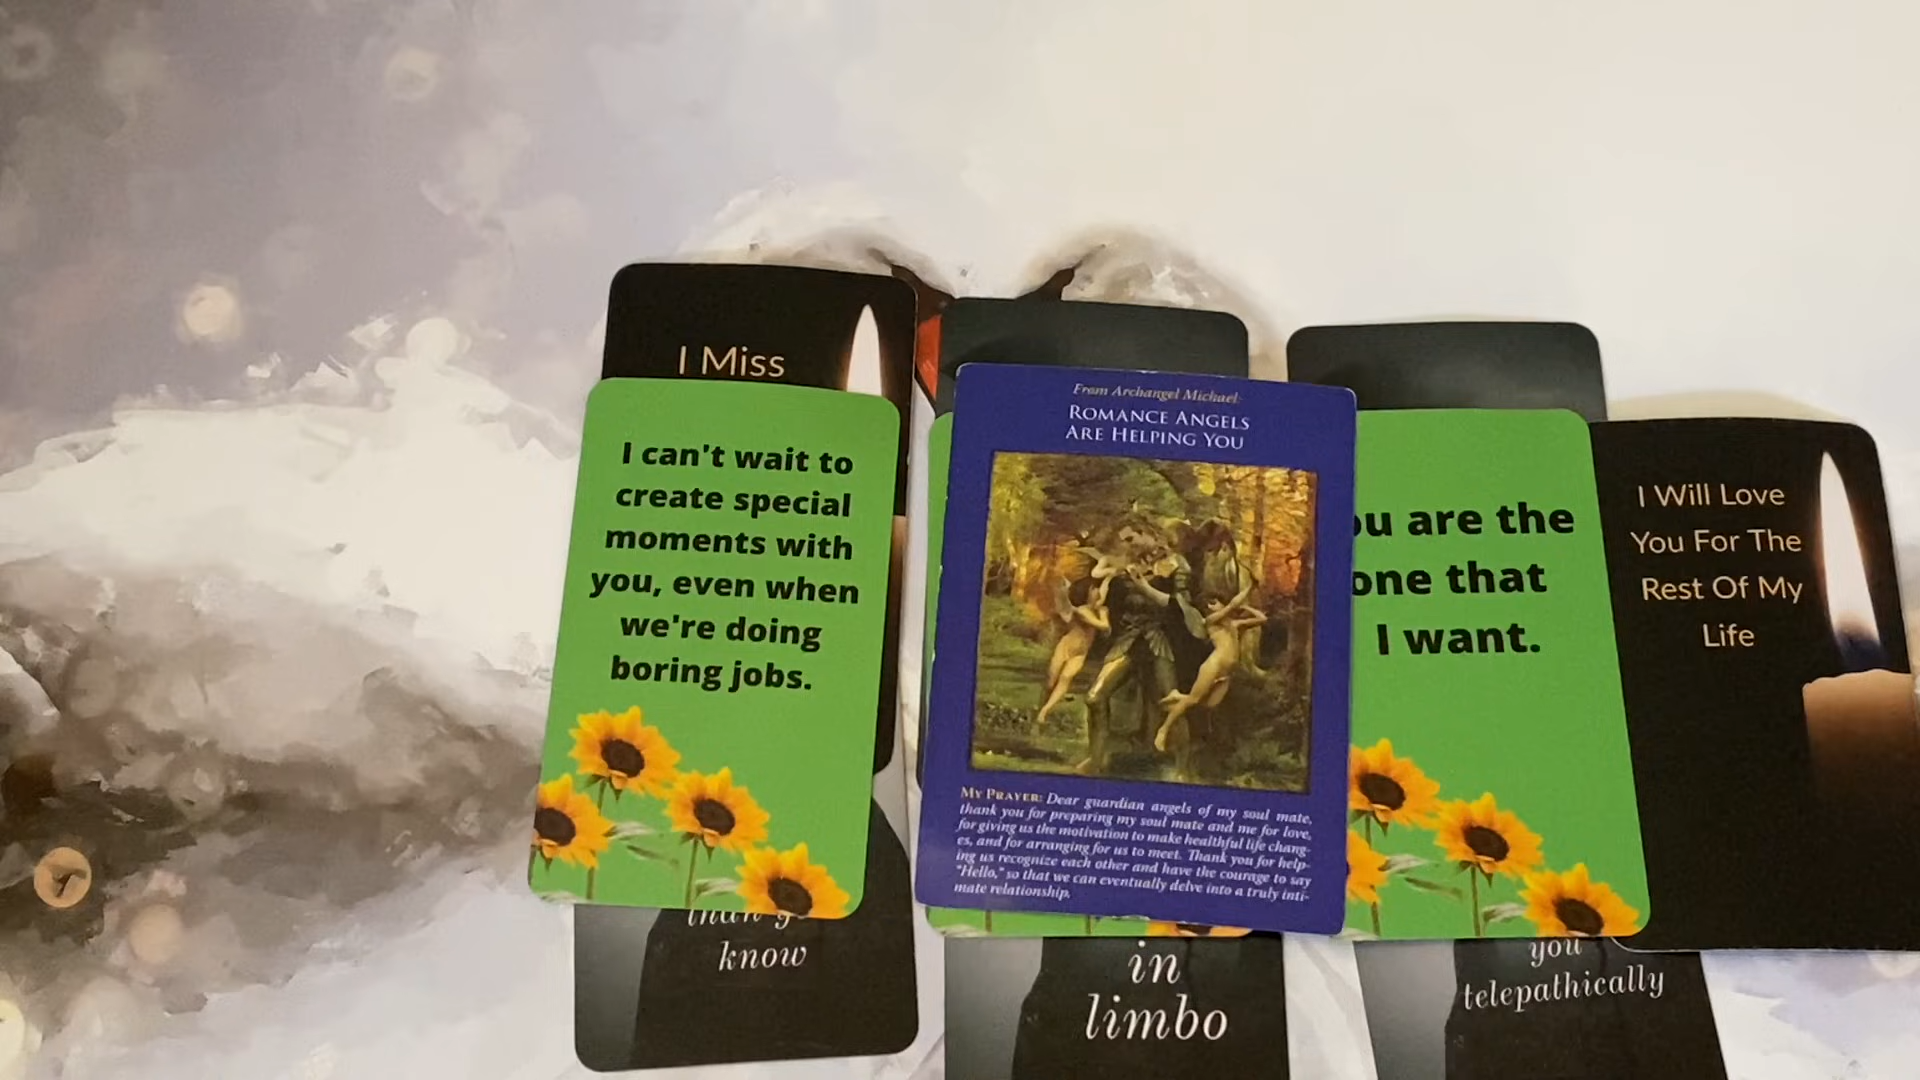 I Miss
I can't wait to
create special
moments with
you, even when
we're doing
boring jobs.
know
From Archangel Michael:
ROMANCE ANGELS
ARE HELPING YOU
MY PRAYER: Dear guardian angels of my soul mate,
thank you for preparing my soul mate and me for love,
for giving us the motivation to make healthful life chang-
es, and for arranging for us to meet. Thank you for help-
ing us recognize each other and have the courage to say
"Hello," so that we can eventually delve into a truly inti-
mate relationship.
in
limbo
are the
one that
I want.
you
telepathically
I Will Love
You For The
Rest Of My
Life